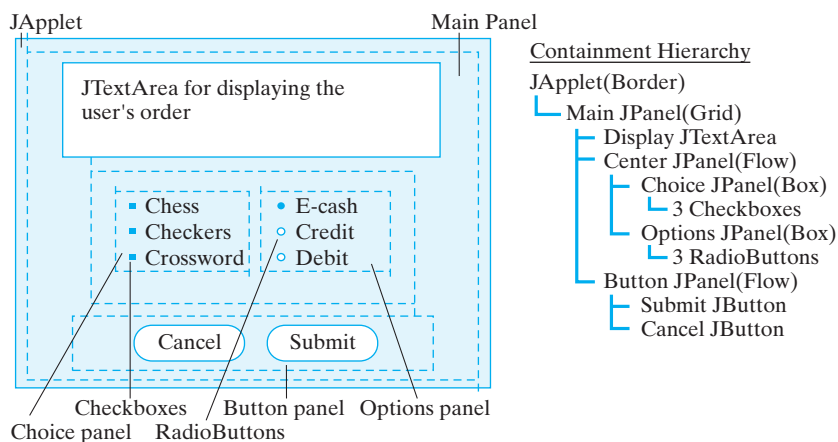 JApplet
Main Panel
JTextArea for displaying the
user's order
Chess
Checkers
Crossword
E-cash
Credit
Debit
Cancel
Submit
Checkboxes
Button panel
Options panel
Choice panel
RadioButtons
Containment Hierarchy
JApplet(Border)
Main JPanel(Grid)
Display JTextArea
Center JPanel(Flow)
Choice JPanel(Box)
3 Checkboxes
Options JPanel(Box)
3 RadioButtons
Button JPanel(Flow)
Submit JButton
Cancel JButton